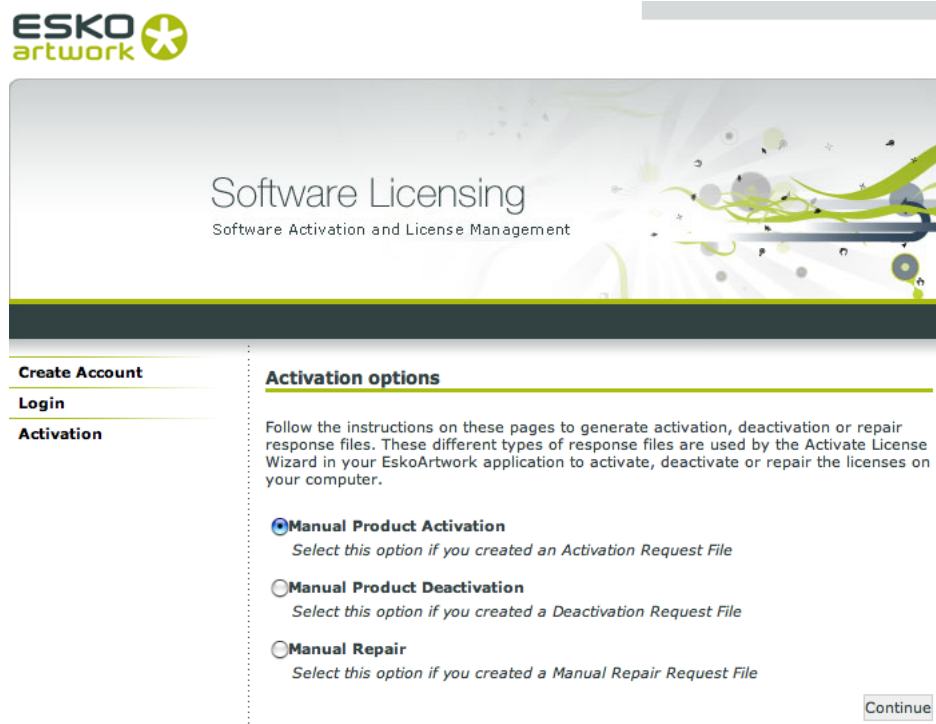 ESKO
artwork
Software Licensing
Software Activation and License Management
Create Account
Login
Activation
Activation options
Follow the instructions on these pages to generate activation, deactivation or repair
response files. These different types of response files are used by the Activate License
Wizard in your EskoArtwork application to activate, deactivate or repair the licenses on
your computer.
Manual Product Activation
Select this option if you created an Activation Request File
Manual Product Deactivation
Select this option if you created a Deactivation Request File
Manual Repair
Select this option if you created a Manual Repair Request File
Continue